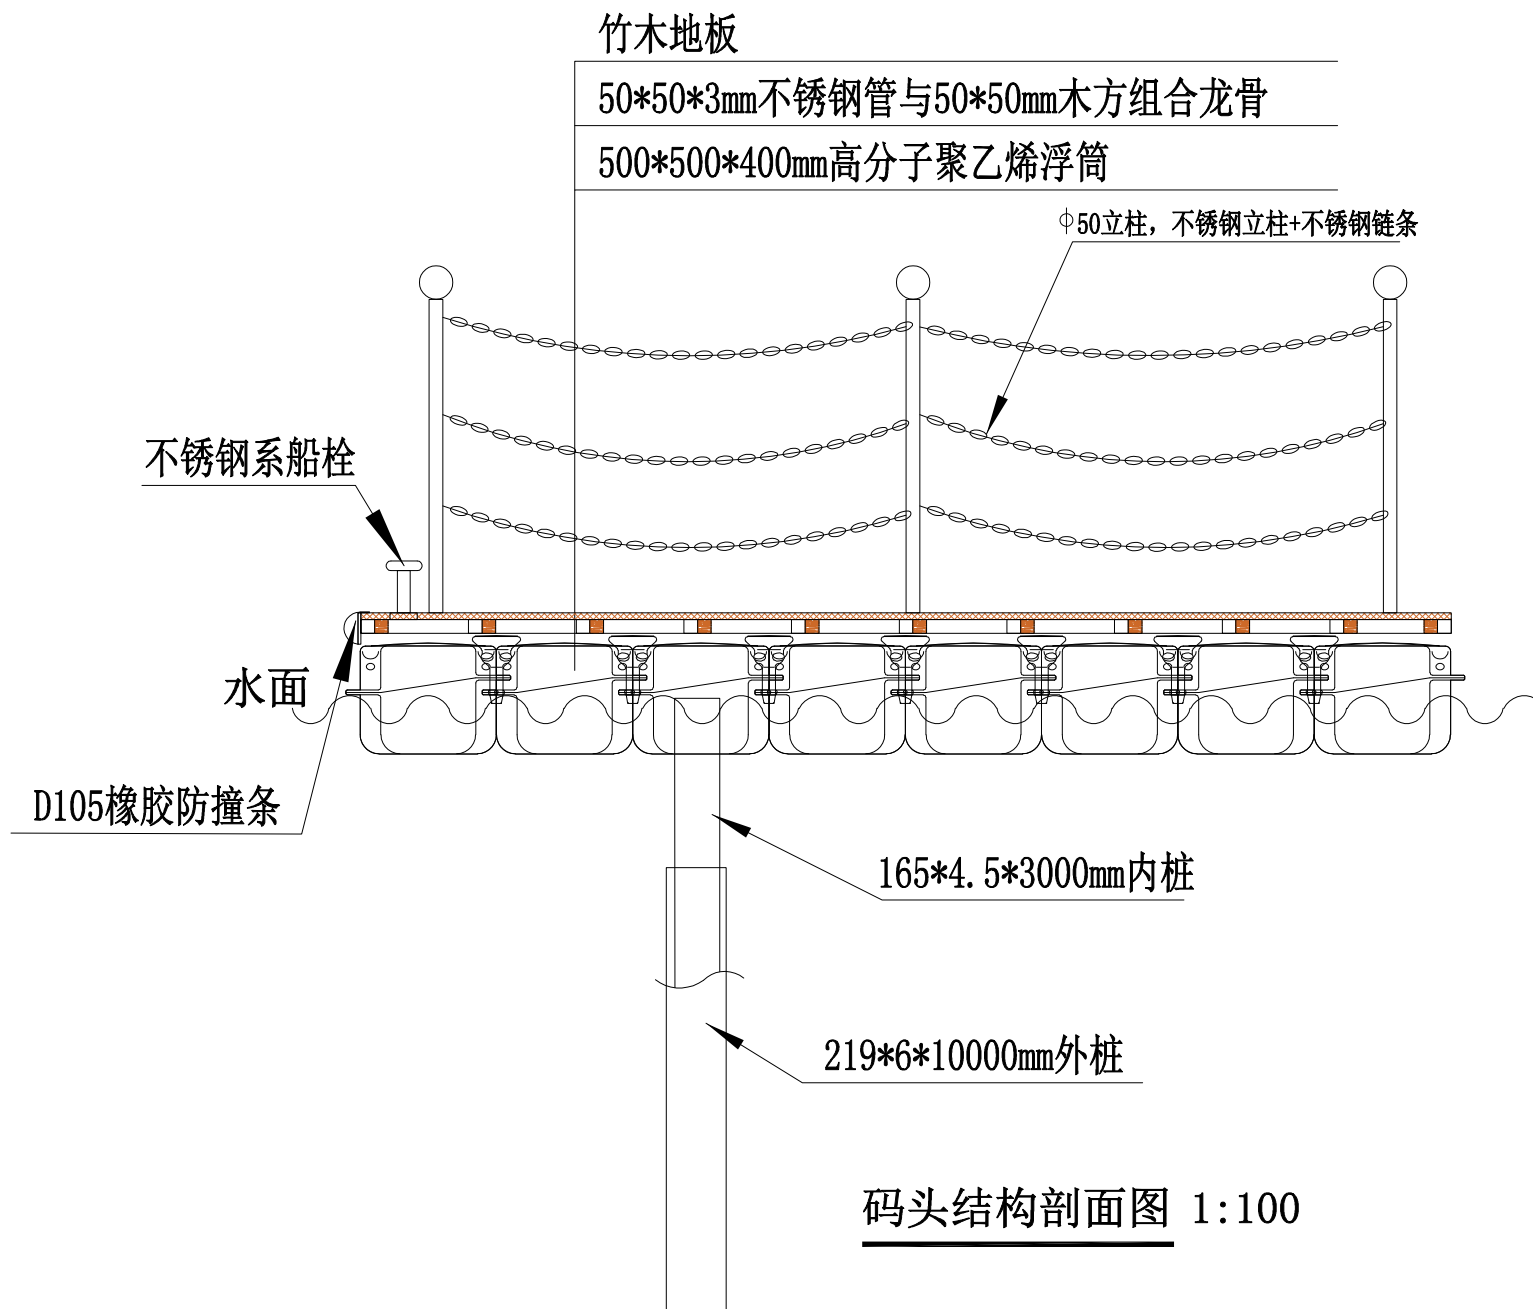 竹木地板
50*50*3mm不锈钢管与50*50mm木方组合龙骨
500*500*400mm高分子聚乙烯浮筒
ϕ50立柱，不锈钢立柱+不锈钢链条
不锈钢系船栓
水面
D105橡胶防撞条
165*4.5*3000mm内桩
219*6*10000mm外桩
码头结构剖面图 1:100